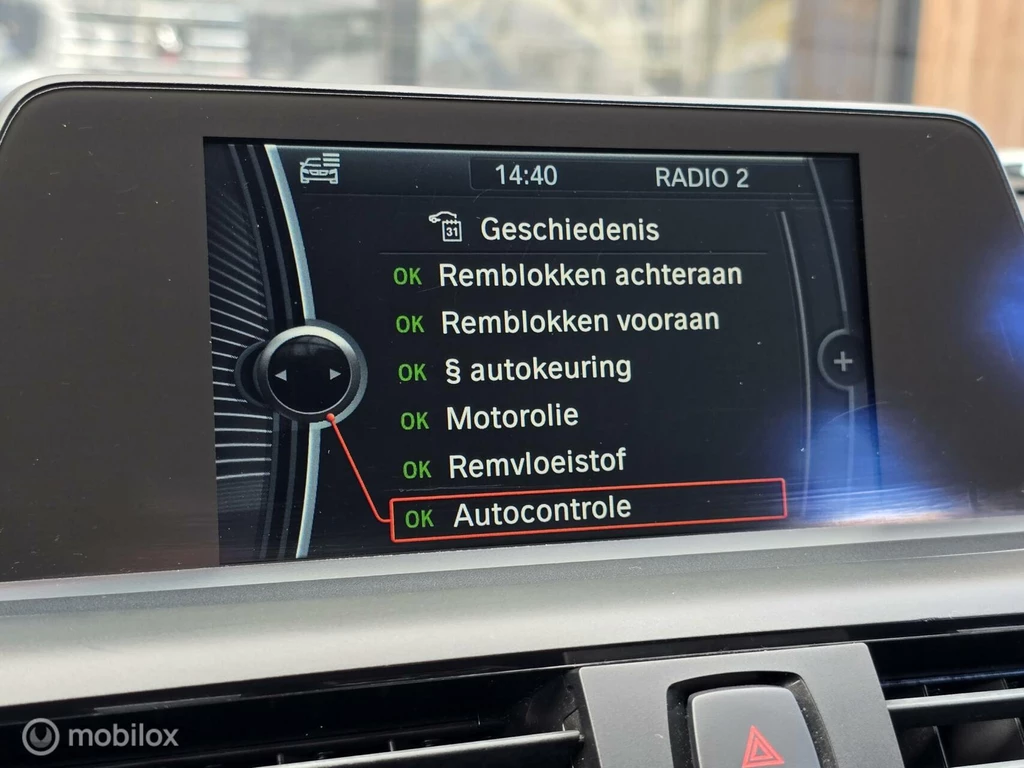 14:40 RADIO 2
31 Geschiedenis
OK Remblokken achteraan
OK Remblokken vooraan
OK § autokeuring
OK Motorolie
OK Remvloeistof
OK Autocontrole
mobilox